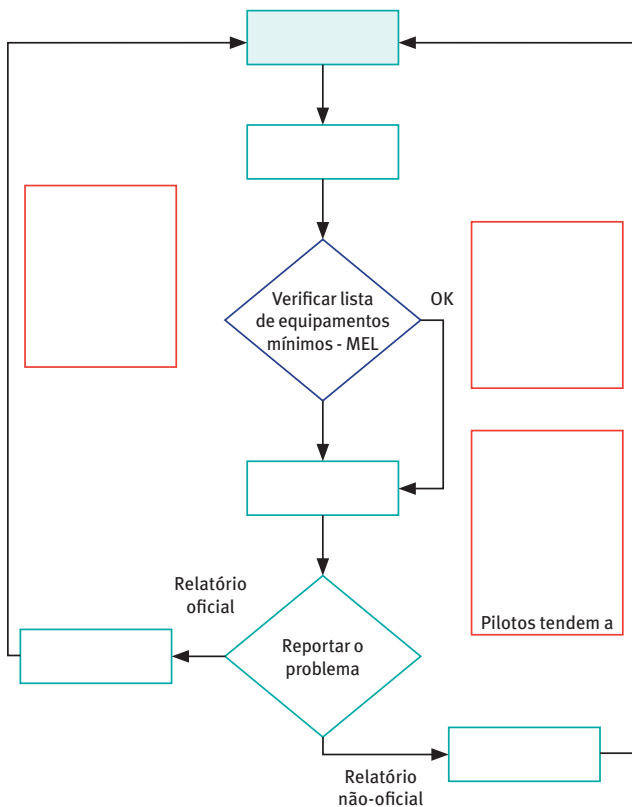 Verificar lista
de equipamentos
mínimos - MEL
OK
Relatório
oficial
Pilotos tendem a
Reportar o
problema
Relatório
não-oficial